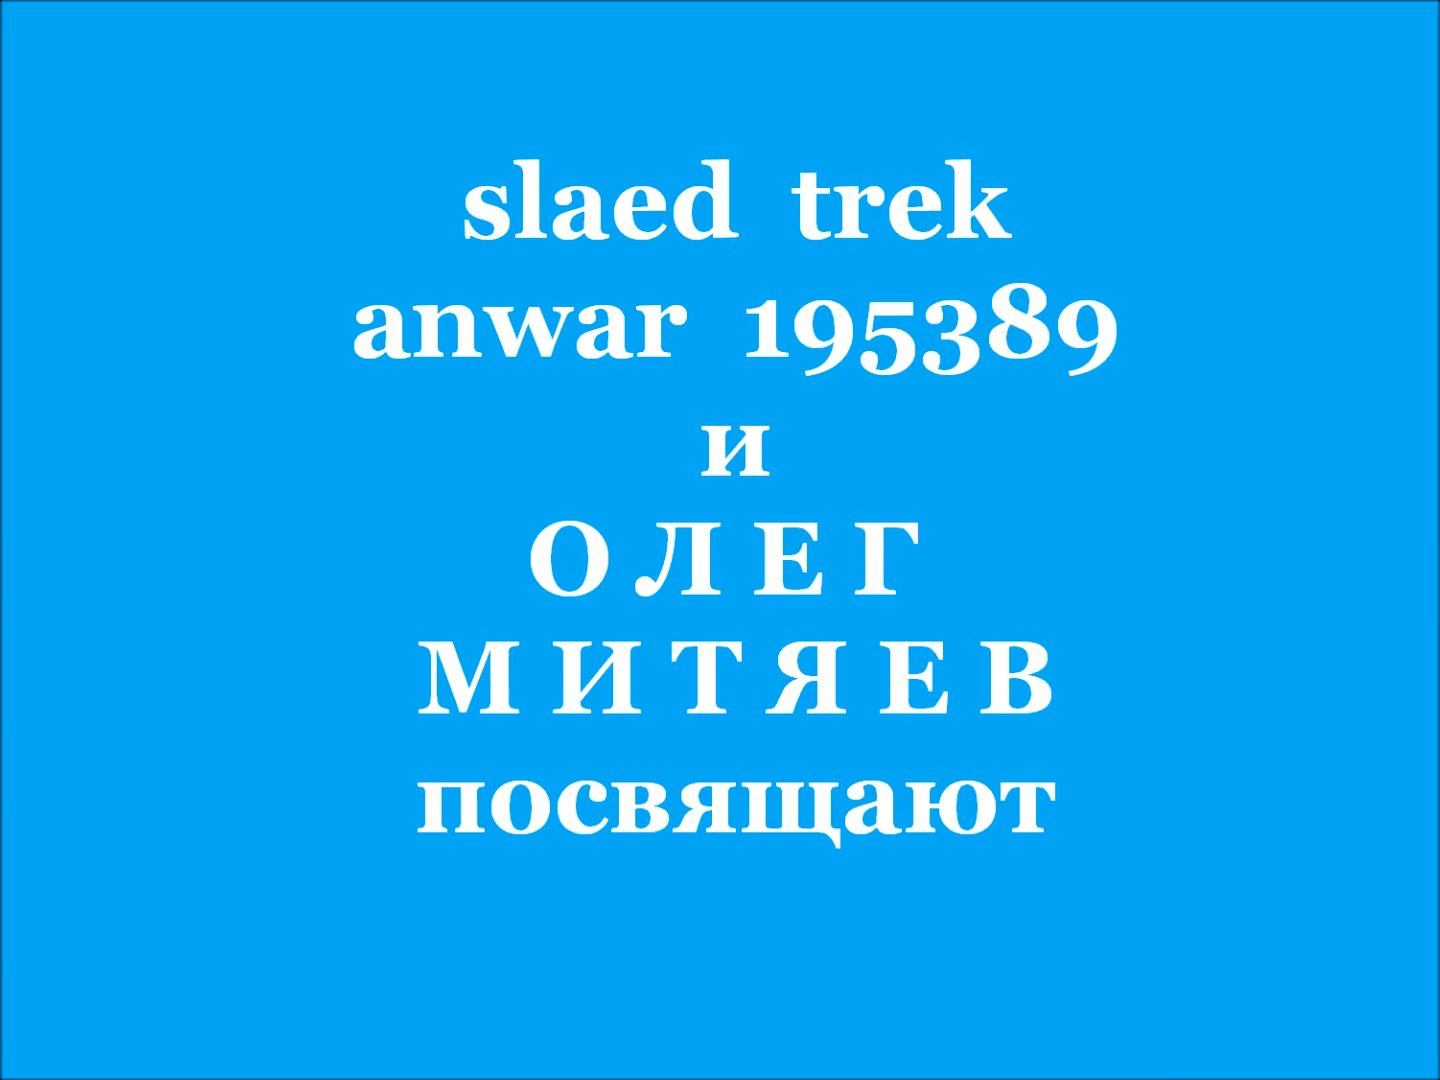 slaed trek
anwar 195389
и
О Л Е Г
М И Т Я Е В
посвящают